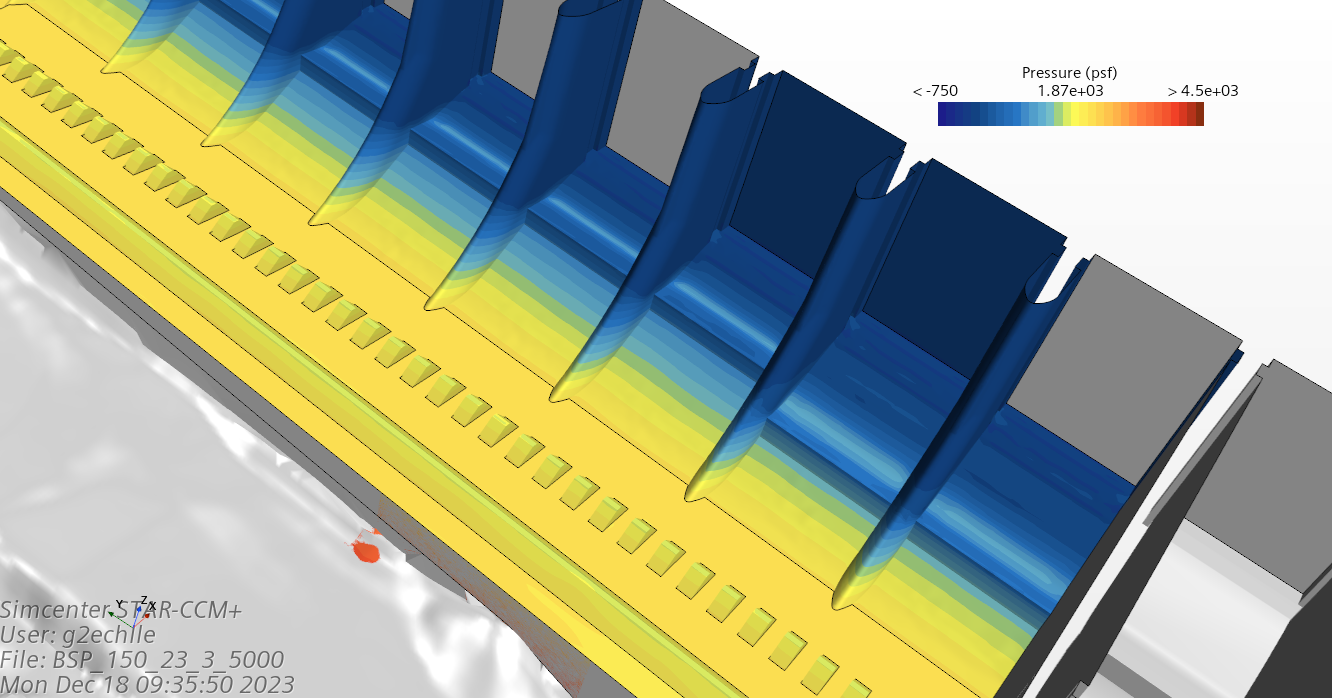 Pressure (psf)
< -750 1.87e+03 > 4.5e+03
Y Z X
Simcenter STAR-CCM+
User: g2echlle
File: BSP_150_23_3_5000
Mon Dec 18 09:35:50 2023